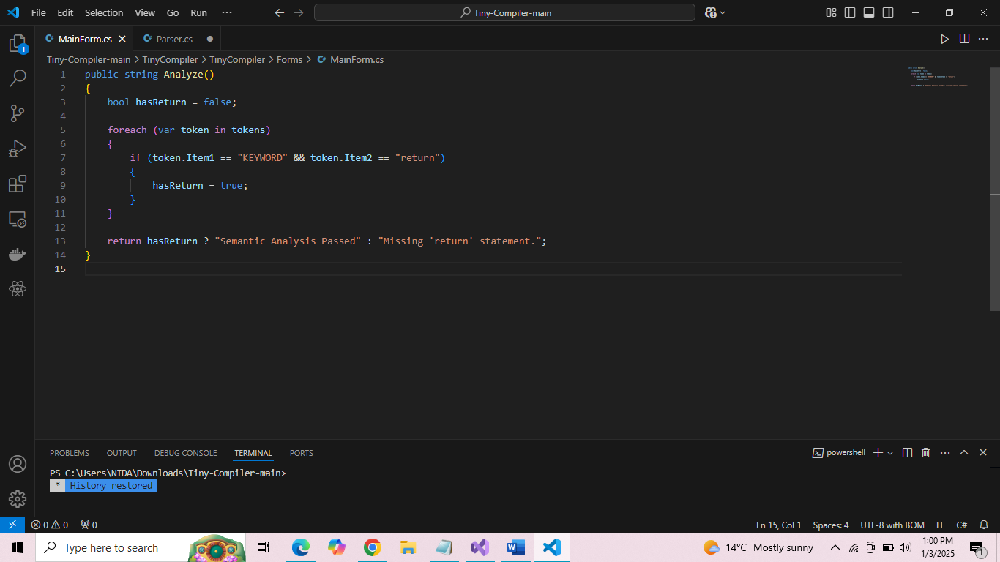 File Edit Selection View Go Run ··· Tiny-Compiler-main
MainForm.cs Parser.cs
Tiny-Compiler-main > TinyCompiler > TinyCompiler > Forms > MainForm.cs
1 public string Analyze()
2 {
3 bool hasReturn = false;
4
5 foreach (var token in tokens)
6 {
7 if (token.Item1 == "KEYWORD" && token.Item2 == "return")
8 {
9 hasReturn = true;
10 }
11 }
12
13 return hasReturn ? "Semantic Analysis Passed" : "Missing 'return' statement.";
14 }
15
PROBLEMS OUTPUT DEBUG CONSOLE TERMINAL PORTS powershell
PS C:\Users\NIDA\Downloads\Tiny-Compiler-main>
* History restored
0 0 0 Ln 15, Col 1 Spaces: 4 UTF-8 with BOM LF C#
Type here to search 14°C Mostly sunny 1:00 PM
1/3/2025 1